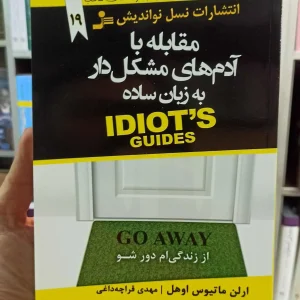 انتشارات نسل نواندیش
۱۹
مقابله با
آدم‌های مشکل‌دار
به زبان ساده
IDIOT'S
GUIDES
GO AWAY
از زندگی‌ام دور شو
ارلن ماتیوس اوهل | مهدی قراچه‌داغی